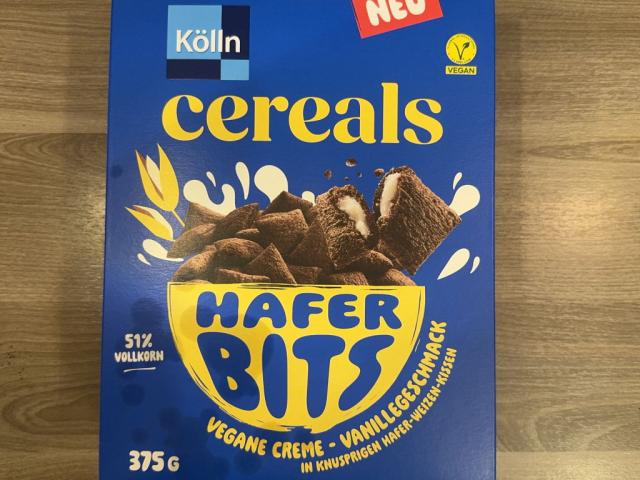 NEU
Kölln
VEGAN
cereals
HAFER
BITS
51%
VOLLKORN
VEGANE CREME - VANILLEGESCHMACK
IN KNUSPRIGEN HAFER-WEIZEN-KISSEN
375 G